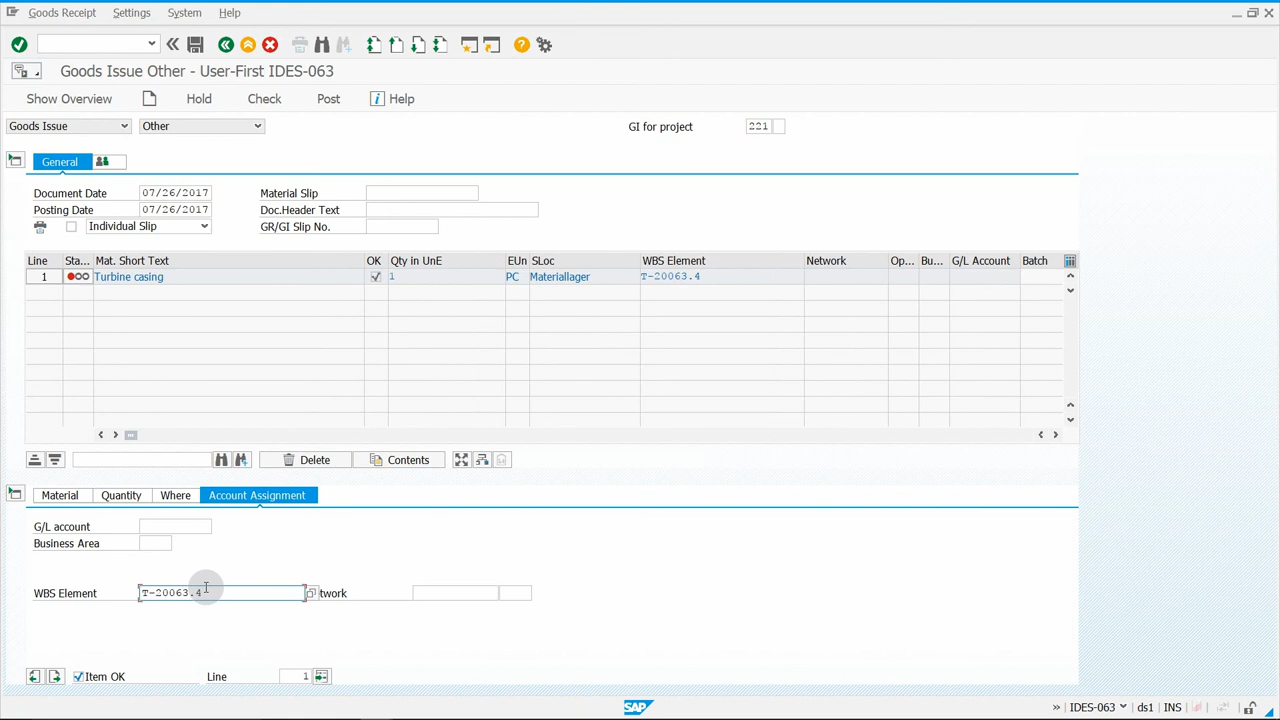 Goods Receipt Settings System Help
Goods Issue Other - User-First IDES-063
Show Overview Hold Check Post Help
Goods Issue Other GI for project 221
General
Document Date 07/26/2017 Material Slip
Posting Date 07/26/2017 Doc.Header Text
Individual Slip GR/GI Slip No.
Line Sta... Mat. Short Text OK Qty in UnE EUn SLoc WBS Element Network Op... Bu... G/L Account Batch
1 Turbine casing 1 PC Materiallager T-20063.4
Delete Contents
Material Quantity Where Account Assignment
G/L account
Business Area
WBS Element T-20063.4 twork
Item OK Line 1
SAP IDES-063 ds1 INS